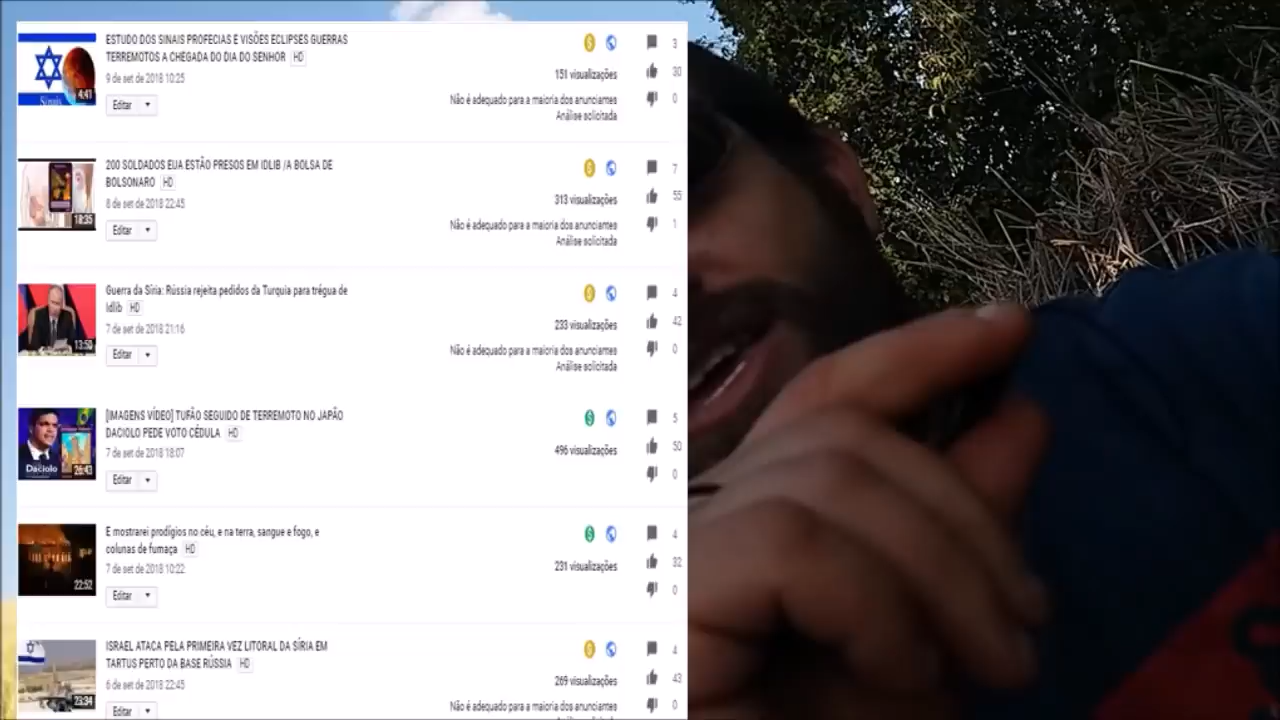 ESTUDO DOS SINAIS PROFECIAS E VISÕES ECLIPSES GUERRAS
TERREMOTOS A CHEGADA DO DIA DO SENHOR HD
9 de set de 2018 10:25
Editar
Sinais
4:41
151 visualizações
Não é adequado para a maioria dos anunciantes
Análise solicitada
3
30
0
200 SOLDADOS EUA ESTÃO PRESOS EM IDLIB /A BOLSA DE
BOLSONARO HD
8 de set de 2018 22:45
Editar
18:35
313 visualizações
Não é adequado para a maioria dos anunciantes
Análise solicitada
7
55
1
Guerra da Síria: Rússia rejeita pedidos da Turquia para trégua de
Idlib HD
7 de set de 2018 21:16
Editar
13:50
233 visualizações
Não é adequado para a maioria dos anunciantes
Análise solicitada
4
42
0
[IMAGENS VÍDEO] TUFÃO SEGUIDO DE TERREMOTO NO JAPÃO
DACIOLO PEDE VOTO CÉDULA HD
7 de set de 2018 18:07
Editar
Daciolo
26:43
496 visualizações
5
50
0
E mostrarei prodígios no céu, e na terra, sangue e fogo, e
colunas de fumaça HD
7 de set de 2018 10:22
Editar
22:52
231 visualizações
4
32
0
ISRAEL ATACA PELA PRIMEIRA VEZ LITORAL DA SÍRIA EM
TARTUS PERTO DA BASE RÚSSIA HD
6 de set de 2018 22:45
Editar
23:34
269 visualizações
Não é adequado para a maioria dos anunciantes
4
43
0